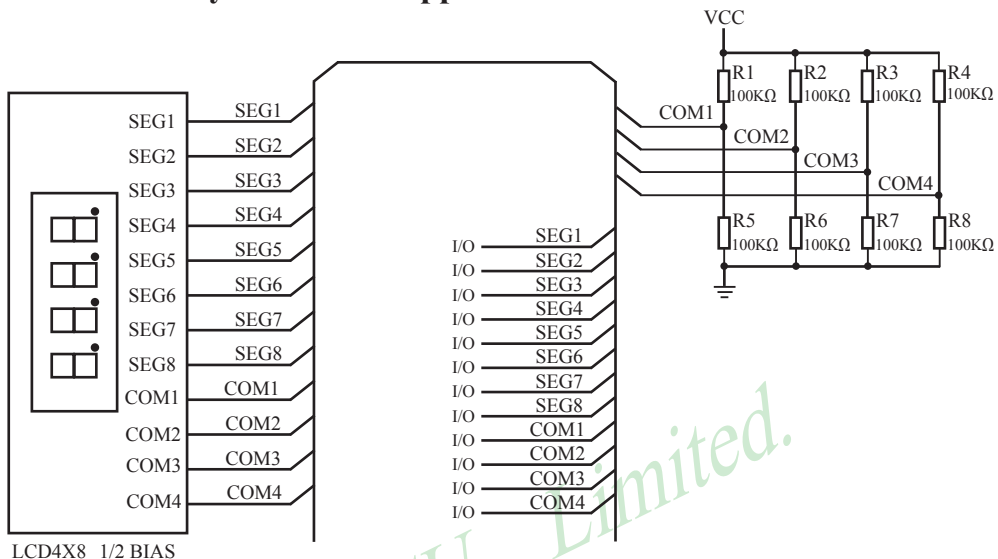 VCC
R1
R2
R3
R4
100KΩ
100KΩ
100KΩ
100KΩ
COM1
COM2
COM3
COM4
R5
R6
R7
R8
100KΩ
100KΩ
100KΩ
100KΩ
SEG1 SEG1
SEG2 SEG2
SEG3 SEG3
SEG4 SEG4
SEG5 SEG5
SEG6 SEG6
SEG7 SEG7
SEG8 SEG8
COM1 COM1
COM2 COM2
COM3 COM3
COM4 COM4
I/O SEG1
I/O SEG2
I/O SEG3
I/O SEG4
I/O SEG5
I/O SEG6
I/O SEG7
I/O SEG8
I/O COM1
I/O COM2
I/O COM3
I/O COM4
LCD4X8 1/2 BIAS
Limited.